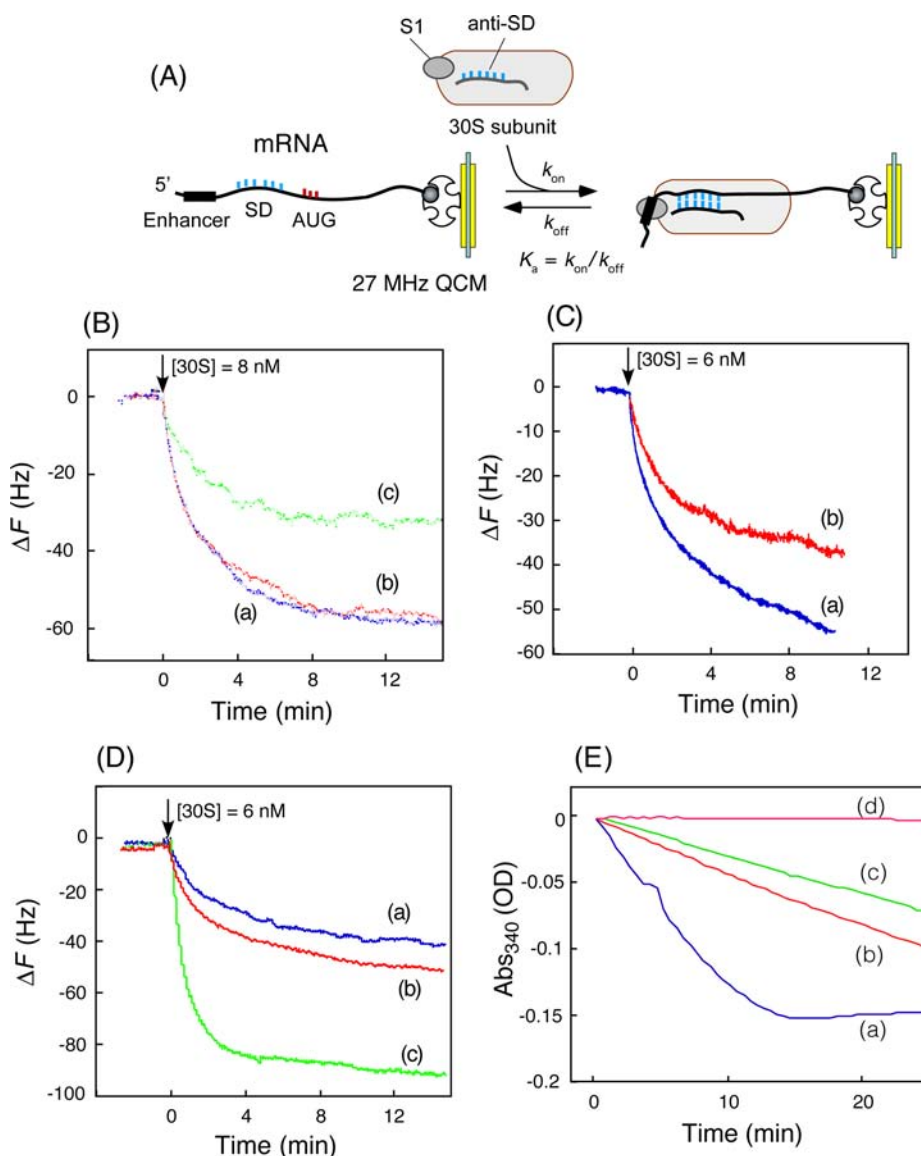 (A)
S1
anti-SD
30S subunit
mRNA
5'
Enhancer
SD
AUG
k_on
k_off
K_a = k_on/k_off
27 MHz QCM
(B)
[30S] = 8 nM
0
-20
-40
-60
ΔF (Hz)
(c)
(b)
(a)
0 4 8 12
Time (min)
(C)
[30S] = 6 nM
0
-10
-20
-30
-40
-50
-60
ΔF (Hz)
(b)
(a)
0 4 8 12
Time (min)
(D)
[30S] = 6 nM
0
-20
-40
-60
-80
-100
ΔF (Hz)
(a)
(b)
(c)
0 4 8 12
Time (min)
(E)
0
-0.05
-0.1
-0.15
-0.2
Abs340 (OD)
(d)
(c)
(b)
(a)
0 10 20
Time (min)